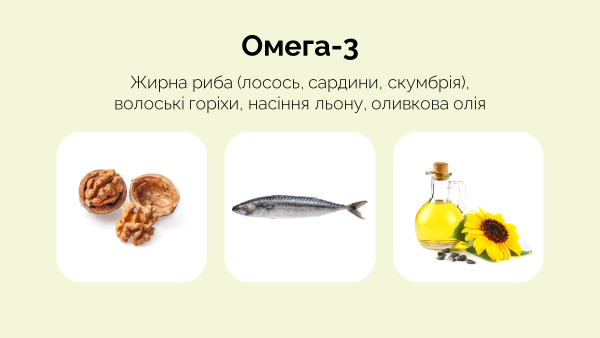 Омега-3
Жирна риба (лосось, сардини, скумбрія),
волоські горіхи, насіння льону, оливкова олія